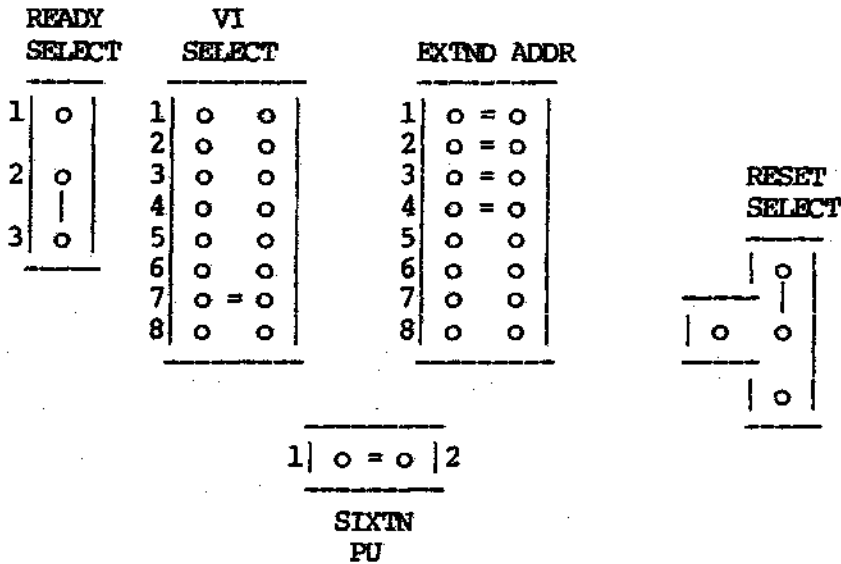 READY
SELECT
1 o
2 o
|
3 o
VI
SELECT
1 o o
2 o o
3 o o
4 o o
5 o o
6 o o
7 o = o
8 o o
EXTND ADDR
1 o = o
2 o = o
3 o = o
4 o = o
5 o o
6 o o
7 o o
8 o o
RESET
SELECT
o
|
o o
o
1| o = o |2
SIXTN
PU